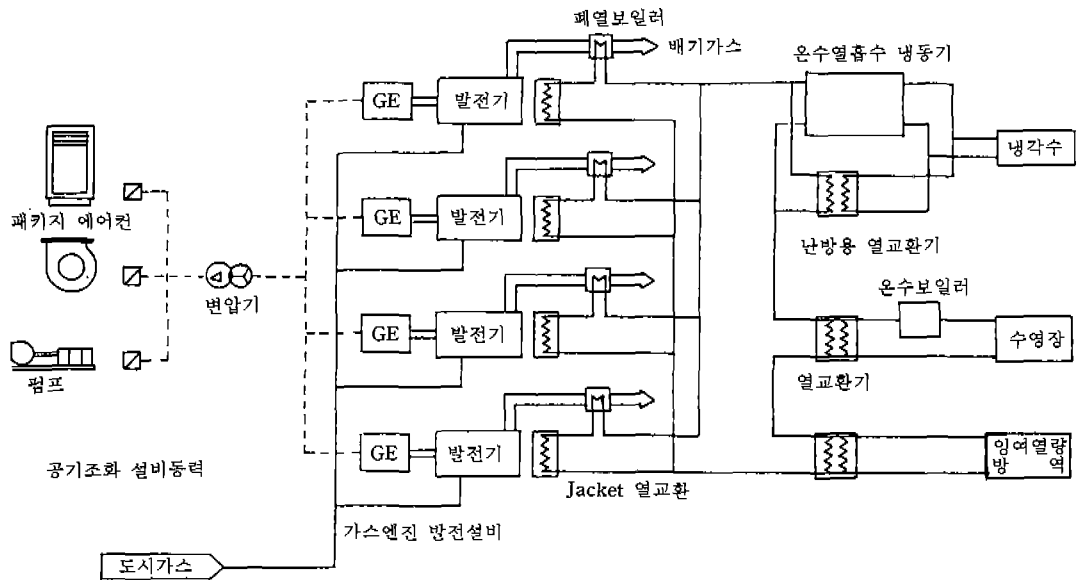 폐열보일러
배기가스
온수열흡수 냉동기
GE
발전기
냉각수
패키지 에어컨
GE
발전기
난방용 열교환기
변압기
온수보일러
GE
발전기
수영장
펌프
열교환기
GE
발전기
잉여열량
방 역
공기조화 설비동력
Jacket 열교환
가스엔진 발전설비
도시가스